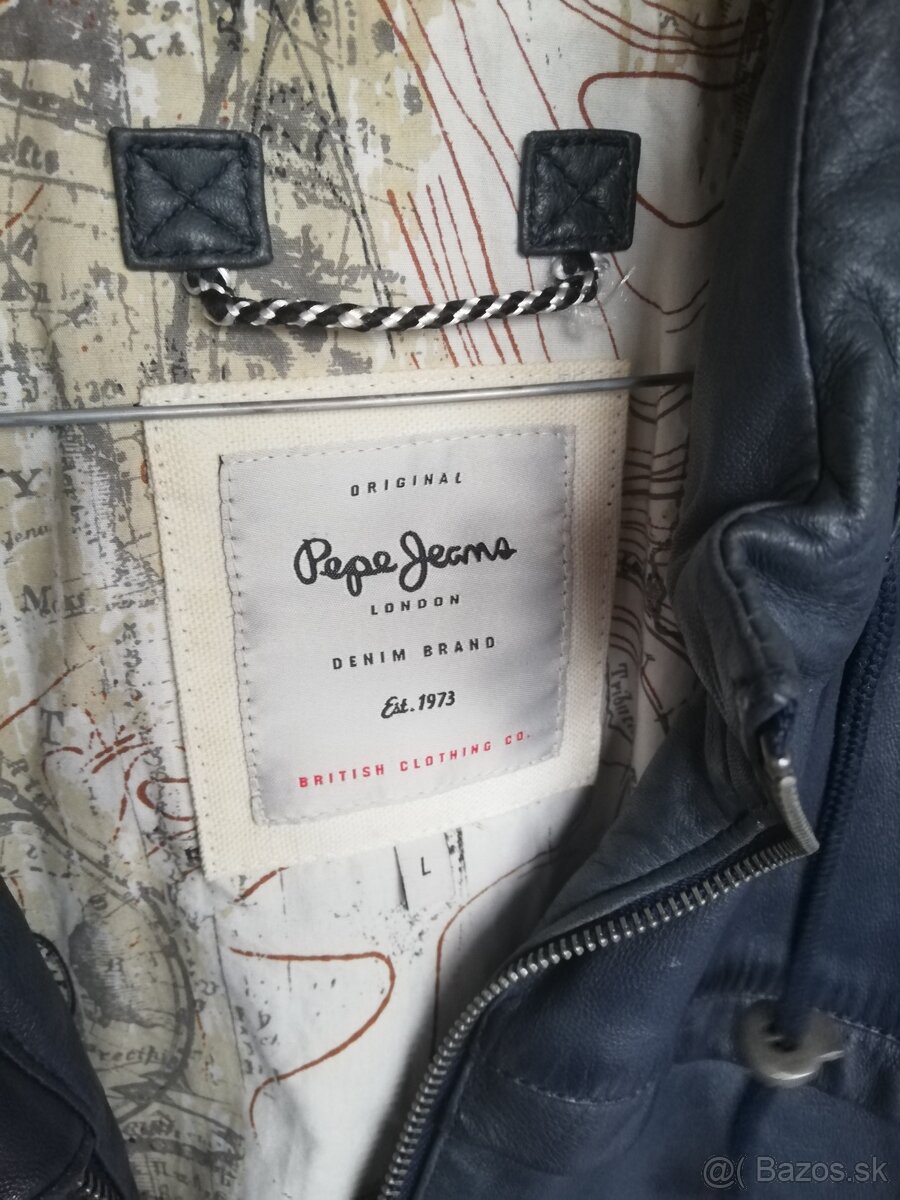 ORIGINAL
Pepe Jeans
LONDON
DENIM BRAND
Est. 1973
BRITISH CLOTHING CO.
L
@( Bazos.sk